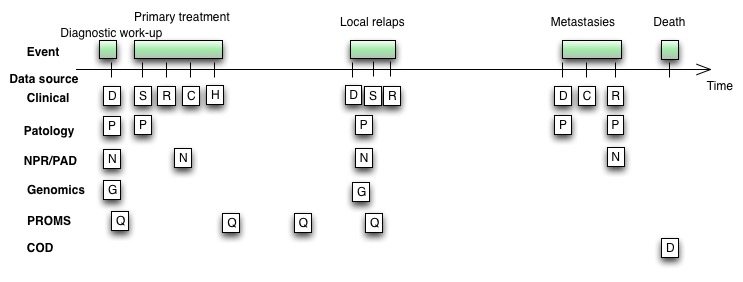 Primary treatment
Local relaps
Metastasies
Death
Diagnostic work-up
Event
Data source
Time
Clinical D S R C H D S R D C R
Patology P P P P P
NPR/PAD N N N N
Genomics G G
PROMS Q Q Q Q
COD D